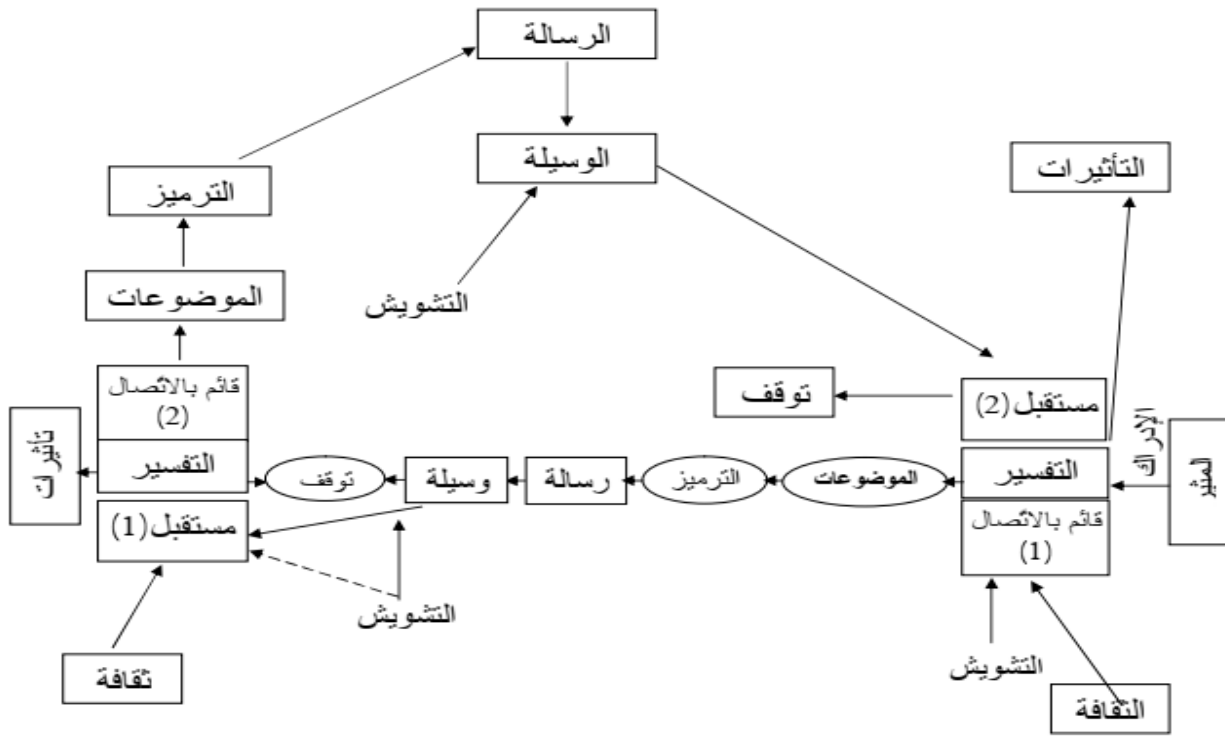 الرسالة
الوسيلة
التأثيرات
الترميز
الموضوعات
التشويش
قائم بالاتصال
(2)
التفسير
مستقبل (1)
تأثيرات
توقف
مستقبل (2)
التفسير
قائم بالاتصال
(1)
الإدراك
المثير
الموضوعات
الترميز
رسالة
وسيلة
توقف
التشويش
ثقافة
التشويش
الثقافة